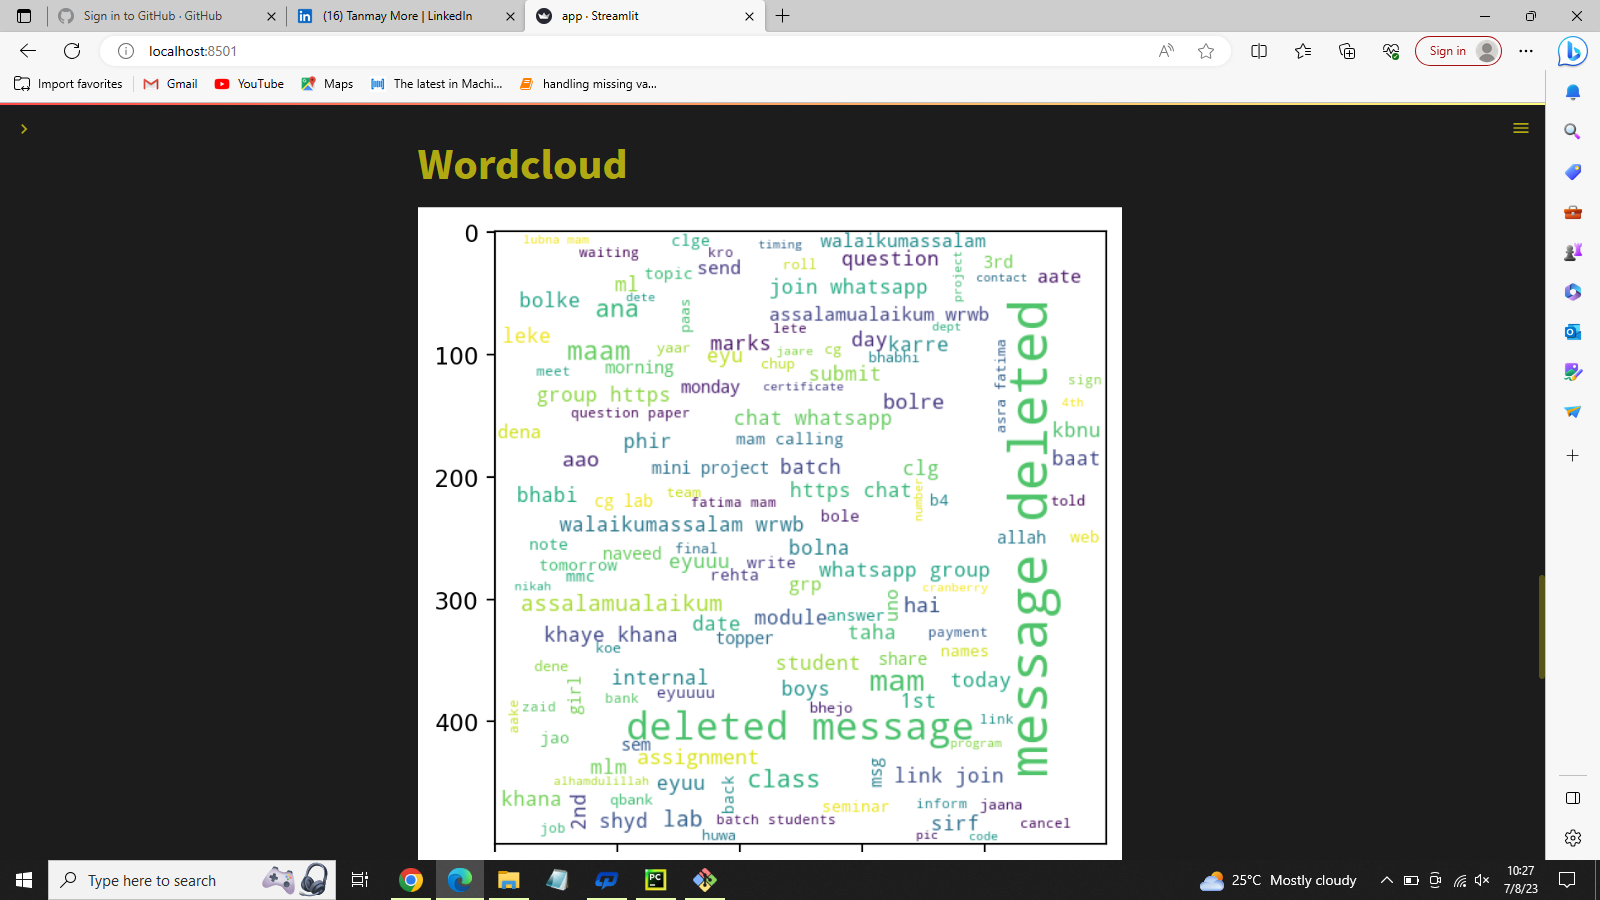 Sign in to GitHub · GitHub
(16) Tanmay More | LinkedIn
app · Streamlit
localhost:8501
Sign in
Import favorites
Gmail
YouTube
Maps
The latest in Machi...
handling missing va...
Wordcloud
0
100
200
300
400
lubna mam
clge
timing
walaikumassalam
waiting
kro
question
send
roll
project
3rd
topic
contact
aate
ml
join whatsapp
bolke
dete
ana
paas
assalamualaikum wrwb
lete
dept
leke
marks
day
karre
maam
yaar
eyu
jaare
cg
bhabhi
asra fatima
message deleted
meet
morning
chup
submit
sign
group https
monday
certificate
bolre
4th
question paper
chat whatsapp
dena
phir
mam calling
kbnu
aao
mini project
batch
clg
baat
bhabi
cg lab
team
fatima mam
https chat
number
b4
told
walaikumassalam wrwb
bole
allah
web
note
naveed
final
bolna
tomorrow
eyuuu
write
mmc
rehta
whatsapp group
nikah
grp
cranberry
assalamualaikum
uno
hai
date
module
answer
khaye khana
topper
taha
payment
koe
names
dene
student
share
internal
mam
today
girl
bank
eyuuuu
boys
1st
aake
zaid
bhejo
link
deleted message
jao
sem
program
assignment
mlm
alhamdulillah
eyuu
back
class
msg
link join
khana
2nd
qbank
seminar
inform
jaana
job
shyd
lab
batch students
sirf
cancel
huwa
pic
code
Type here to search
PC
25°C Mostly cloudy
10:27
7/8/23